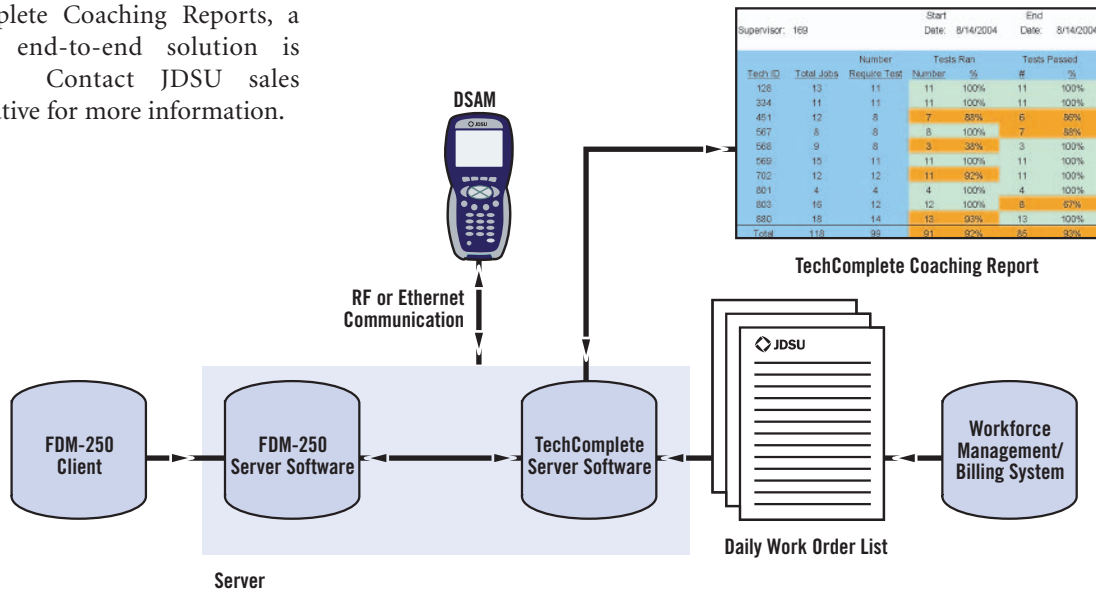 plete Coaching Reports, a
end-to-end solution is
Contact JDSU sales
tive for more information.
Supervisor: 169 Start Date: 8/14/2004 End Date: 8/14/2004
Number Tests Ran Tests Passed
Tech ID Total Jobs Require Test Number % # %
128 13 11 11 100% 11 100%
334 11 11 11 100% 11 100%
451 12 8 7 88% 6 86%
567 8 8 8 100% 7 88%
568 9 8 3 38% 3 100%
569 15 11 11 100% 11 100%
702 12 12 11 92% 11 100%
801 4 4 4 100% 4 100%
803 16 12 12 100% 8 67%
880 18 14 13 93% 13 100%
Total 118 99 91 92% 85 93%
TechComplete Coaching Report
DSAM
JDSU
RF or Ethernet
Communication
JDSU
FDM-250
Client
FDM-250
Server Software
TechComplete
Server Software
Workforce
Management/
Billing System
Daily Work Order List
Server